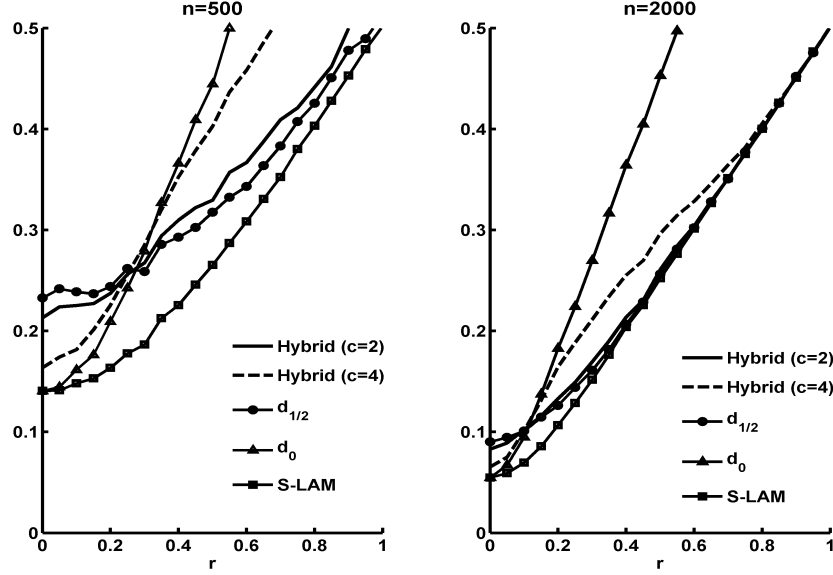 n=500
0.5
0.4
0.3
0.2
0.1
0
0
0.2
0.4
0.6
0.8
1
r
Hybrid (c=2)
Hybrid (c=4)
d1/2
d0
S-LAM
n=2000
0.5
0.4
0.3
0.2
0.1
0
0
0.2
0.4
0.6
0.8
1
r
Hybrid (c=2)
Hybrid (c=4)
d1/2
d0
S-LAM